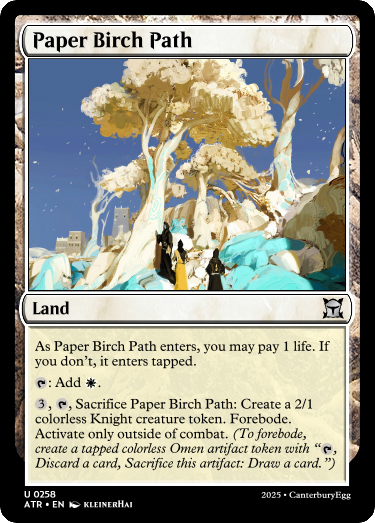 Paper Birch Path
Land
As Paper Birch Path enters, you may pay 1 life. If
you don't, it enters tapped.
: Add .
3, , Sacrifice Paper Birch Path: Create a 2/1
colorless Knight creature token. Forebode.
Activate only outside of combat. (To forebode,
create a tapped colorless Omen artifact token with “,
Discard a card, Sacrifice this artifact: Draw a card.”)
U 0258
ATR • EN KLEINERHAI
2025 • CanterburyEgg